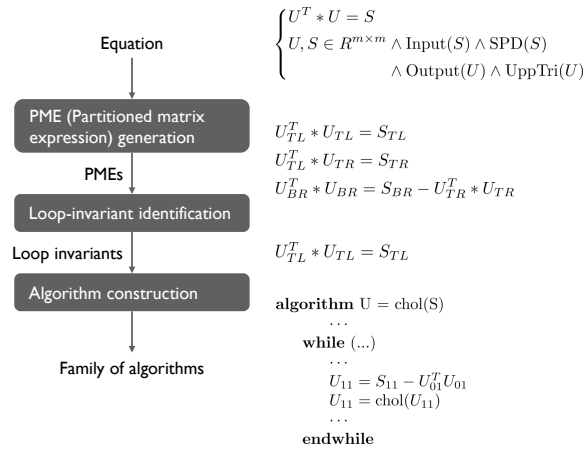 Equation
U^T * U = S
U, S ∈ R^{m×m} ∧ Input(S) ∧ SPD(S)
∧ Output(U) ∧ UppTri(U)
PME (Partitioned matrix
expression) generation
U_{TL}^T * U_{TL} = S_{TL}
U_{TL}^T * U_{TR} = S_{TR}
U_{BR}^T * U_{BR} = S_{BR} − U_{TR}^T * U_{TR}
PMEs
Loop-invariant identification
Loop invariants
U_{TL}^T * U_{TL} = S_{TL}
Algorithm construction
Family of algorithms
algorithm U = chol(S)
...
while (...)
...
U_{11} = S_{11} − U_{01}^T U_{01}
U_{11} = chol(U_{11})
...
endwhile